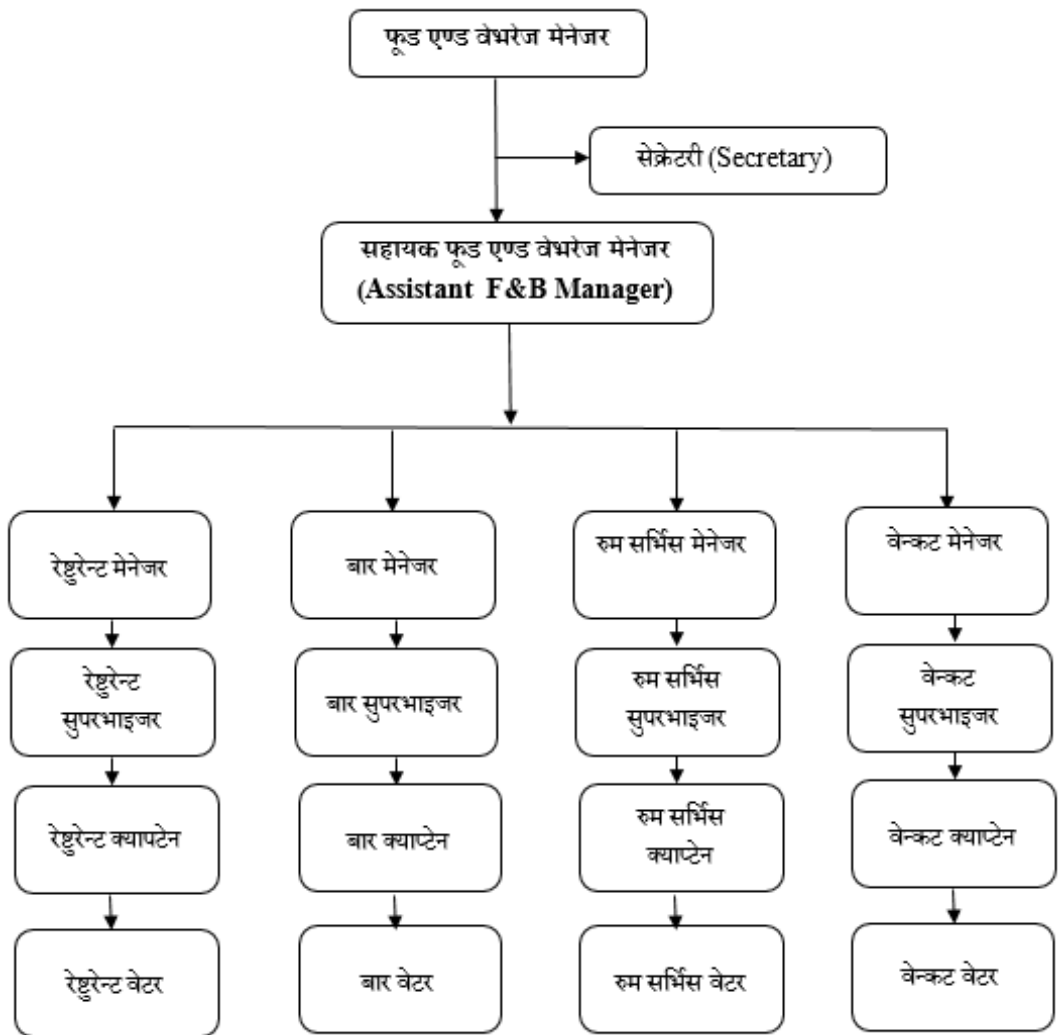 फूड एण्ड वेभरेज मेनेजर
सेक्रेटरी (Secretary)
सहायक फूड एण्ड वेभरेज मेनेजर
(Assistant F&B Manager)
रेष्टुरेन्ट मेनेजर
बार मेनेजर
रुम सर्भिस मेनेजर
वेन्कट मेनेजर
रेष्टुरेन्ट
सुपरभाइजर
बार सुपरभाइजर
रुम सर्भिस
सुपरभाइजर
वेन्कट
सुपरभाइजर
रेष्टुरेन्ट क्यापटेन
बार क्याप्टेन
रुम सर्भिस
क्याप्टेन
वेन्कट क्याप्टेन
रेष्टुरेन्ट वेटर
बार वेटर
रुम सर्भिस वेटर
वेन्कट वेटर